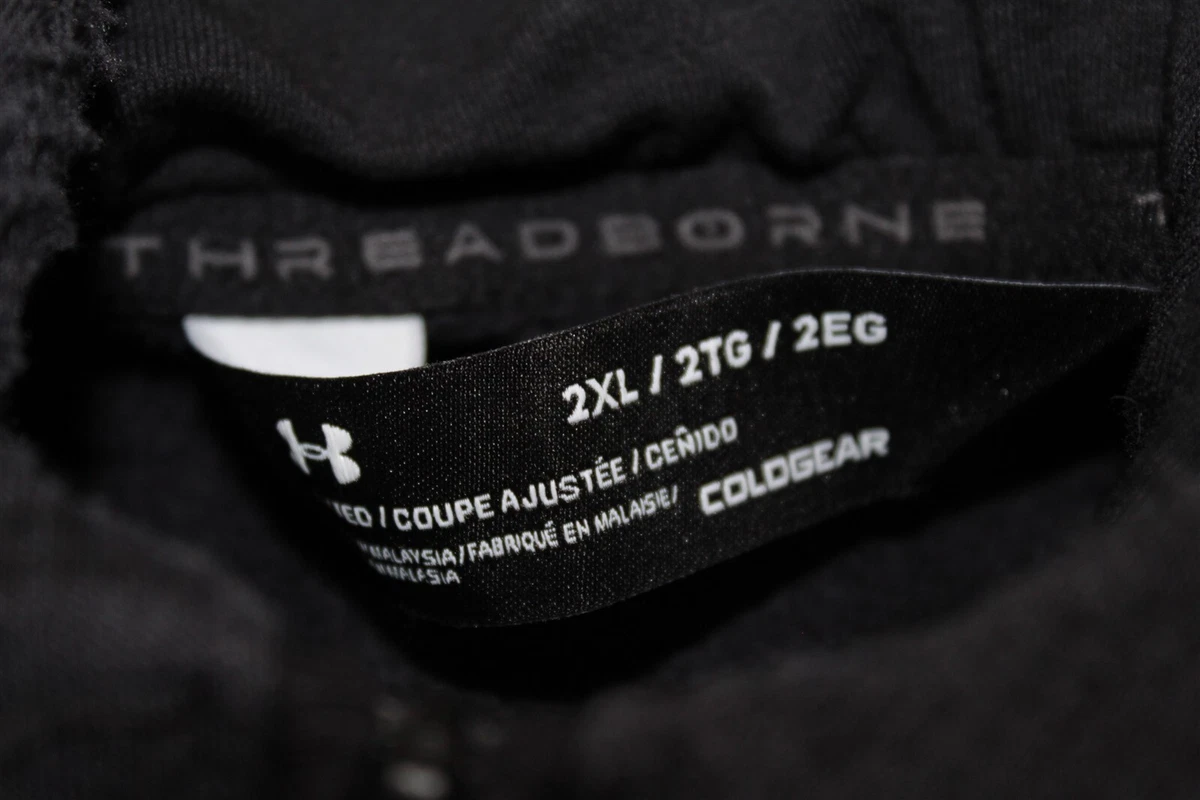 THREADBORNE
2XL / 2TG / 2EG
/ COUPE AJUSTÉE / CEÑIDO
MALAYSIA / FABRIQUÉ EN MALAISIE /
COLDGEAR